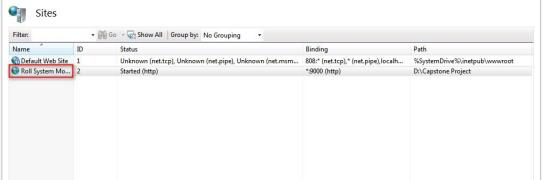 Sites
Filter: Go Show All Group by: No Grouping
Name ID Status Binding Path
Default Web Site 1 Unknown (net.tcp), Unknown (net.pipe), Unknown (net.msm... 808:* (net.tcp),* (net.pipe),localh... %SystemDrive%\inetpub\wwwroot
Roll System Mo... 2 Started (http) *:9000 (http) D:\Capstone Project